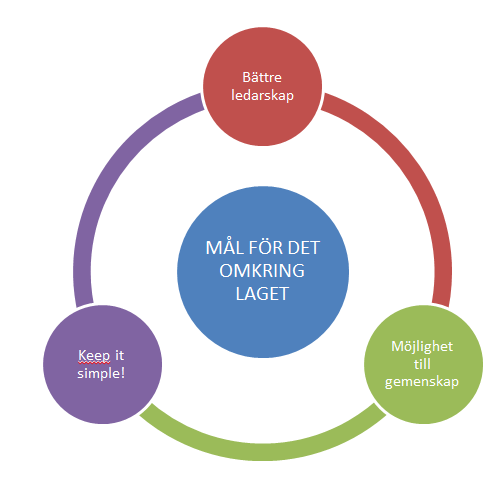 Bättre
ledarskap
MÅL FÖR DET
OMKRING
LAGET
Keep it
simple!
Möjlighet
till
gemenskap